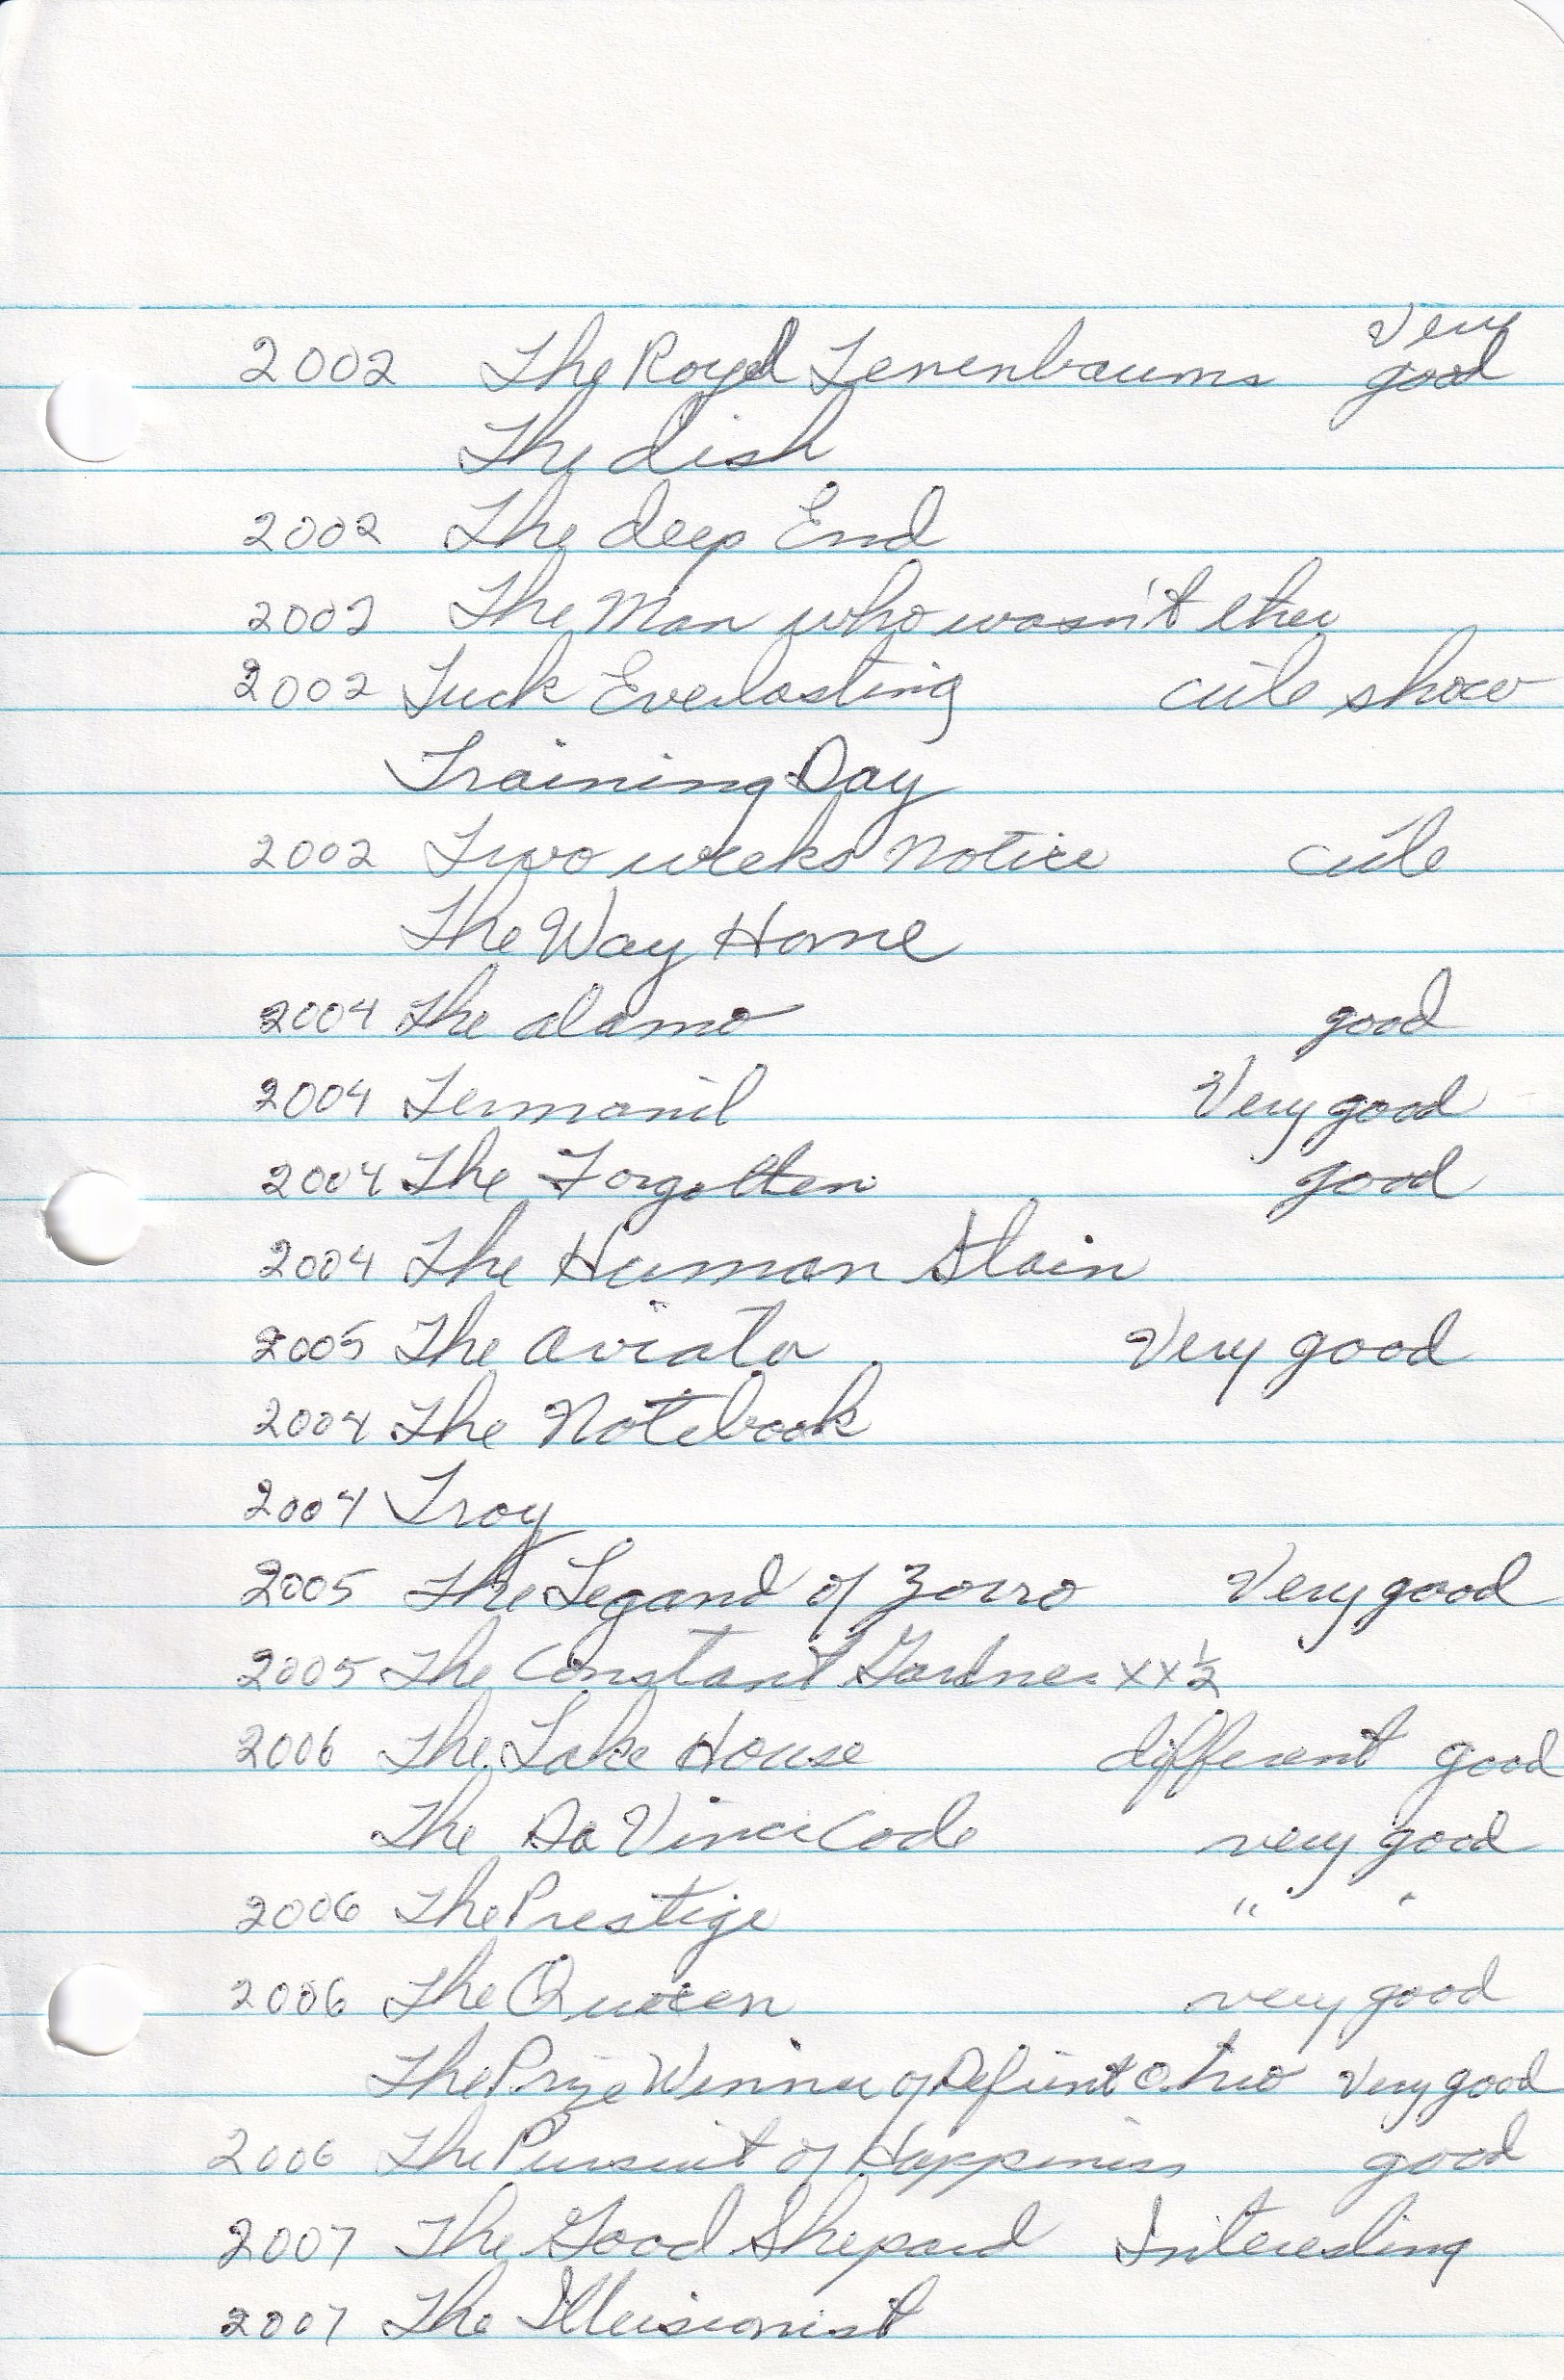 2002 The Royal Tenenbaums Very good
The dish
2002 The deep End
2002 The Man who wasn't ther
2002 Tuck Everlasting cute show
Training Day
2002 Two weeks Notice cute
The Way Home
2004 The alamo good
2004 Termanil Very good
2004 The Forgotten good
2004 The Human Stain
2005 The aviator Very good
2004 The Notebook
2004 Troy
2005 The Legand of Zorro Very good
2005 The Constant Gardner xx½
2006 The Lake House different good
The Da Vinci Code very good
2006 The Prestige " "
2006 The Queen very good
The Prize Winner of Defiint Ohio Very good
2006 The Pursuit of Happiness good
2007 The Good Shepard Interesting
2007 The Illusionist